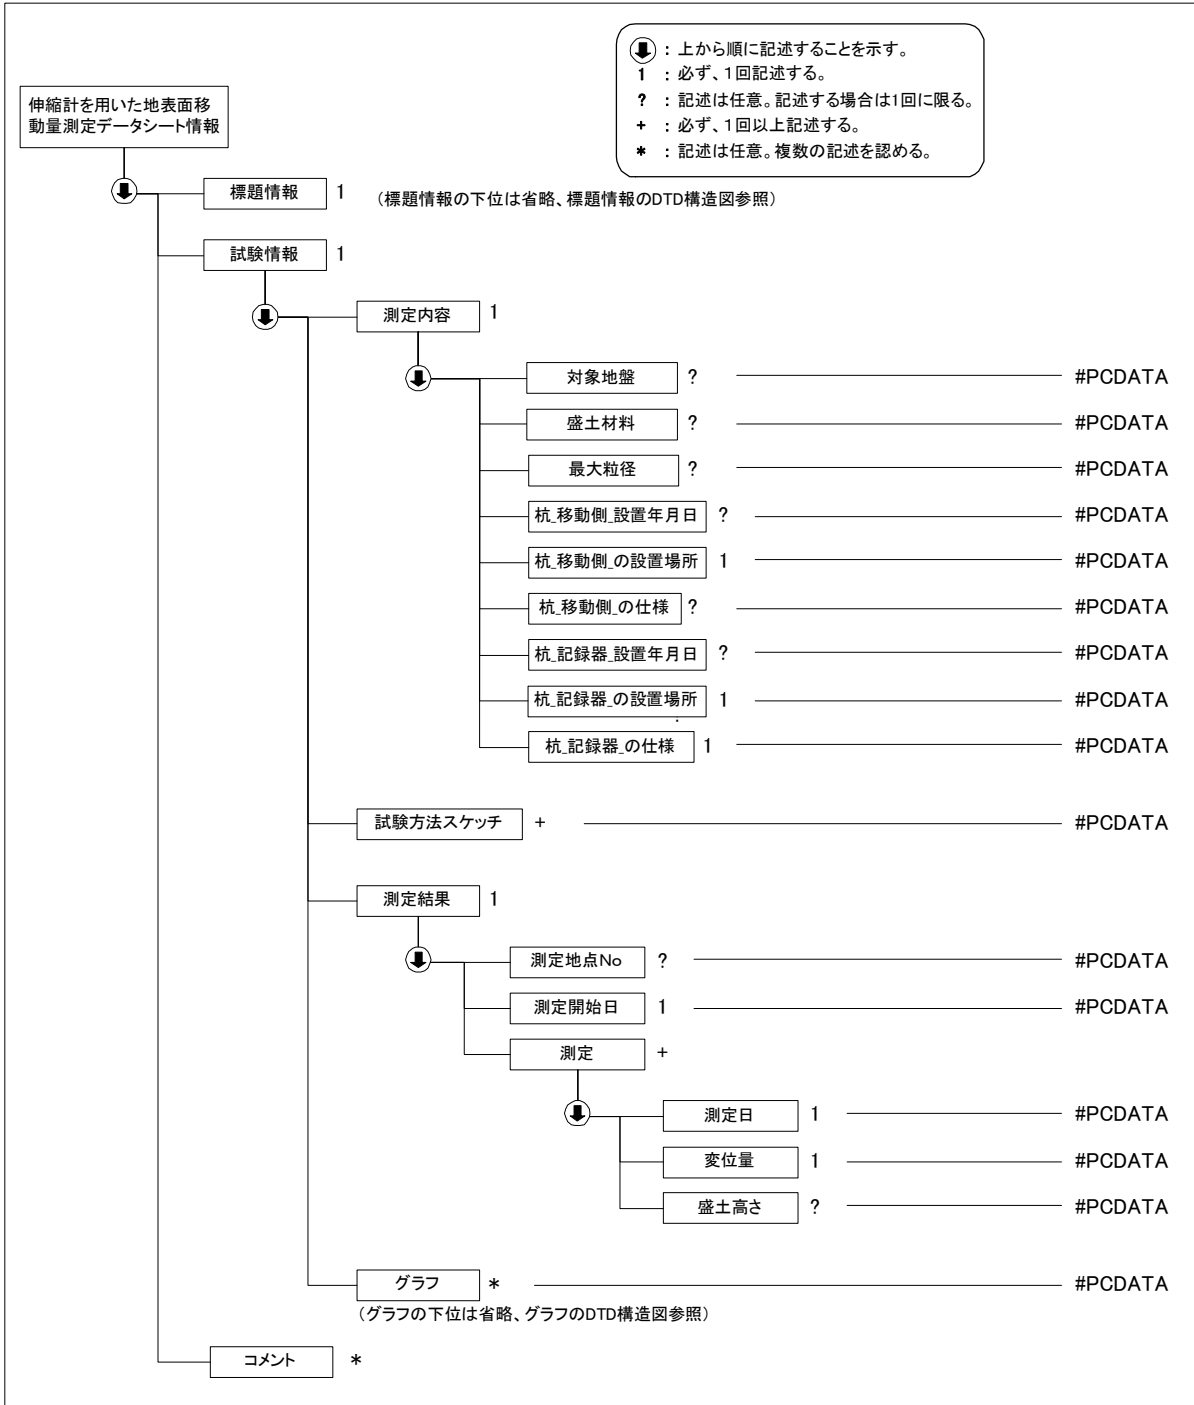 ：上から順に記述することを示す。
1 ：必ず、1回記述する。
? ：記述は任意。記述する場合は1回に限る。
+ ：必ず、1回以上記述する。
* ：記述は任意。複数の記述を認める。
伸縮計を用いた地表面移
動量測定データシート情報
標題情報 1 （標題情報の下位は省略、標題情報のDTD構造図参照）
試験情報 1
測定内容 1
対象地盤 ? #PCDATA
盛土材料 ? #PCDATA
最大粒径 ? #PCDATA
杭_移動側_設置年月日 ? #PCDATA
杭_移動側_の設置場所 1 #PCDATA
杭_移動側_の仕様 ? #PCDATA
杭_記録器_設置年月日 ? #PCDATA
杭_記録器_の設置場所 1 #PCDATA
杭_記録器_の仕様 1 #PCDATA
試験方法スケッチ + #PCDATA
測定結果 1
測定地点No ? #PCDATA
測定開始日 1 #PCDATA
測定 +
測定日 1 #PCDATA
変位量 1 #PCDATA
盛土高さ ? #PCDATA
グラフ * #PCDATA
（グラフの下位は省略、グラフのDTD構造図参照）
コメント *